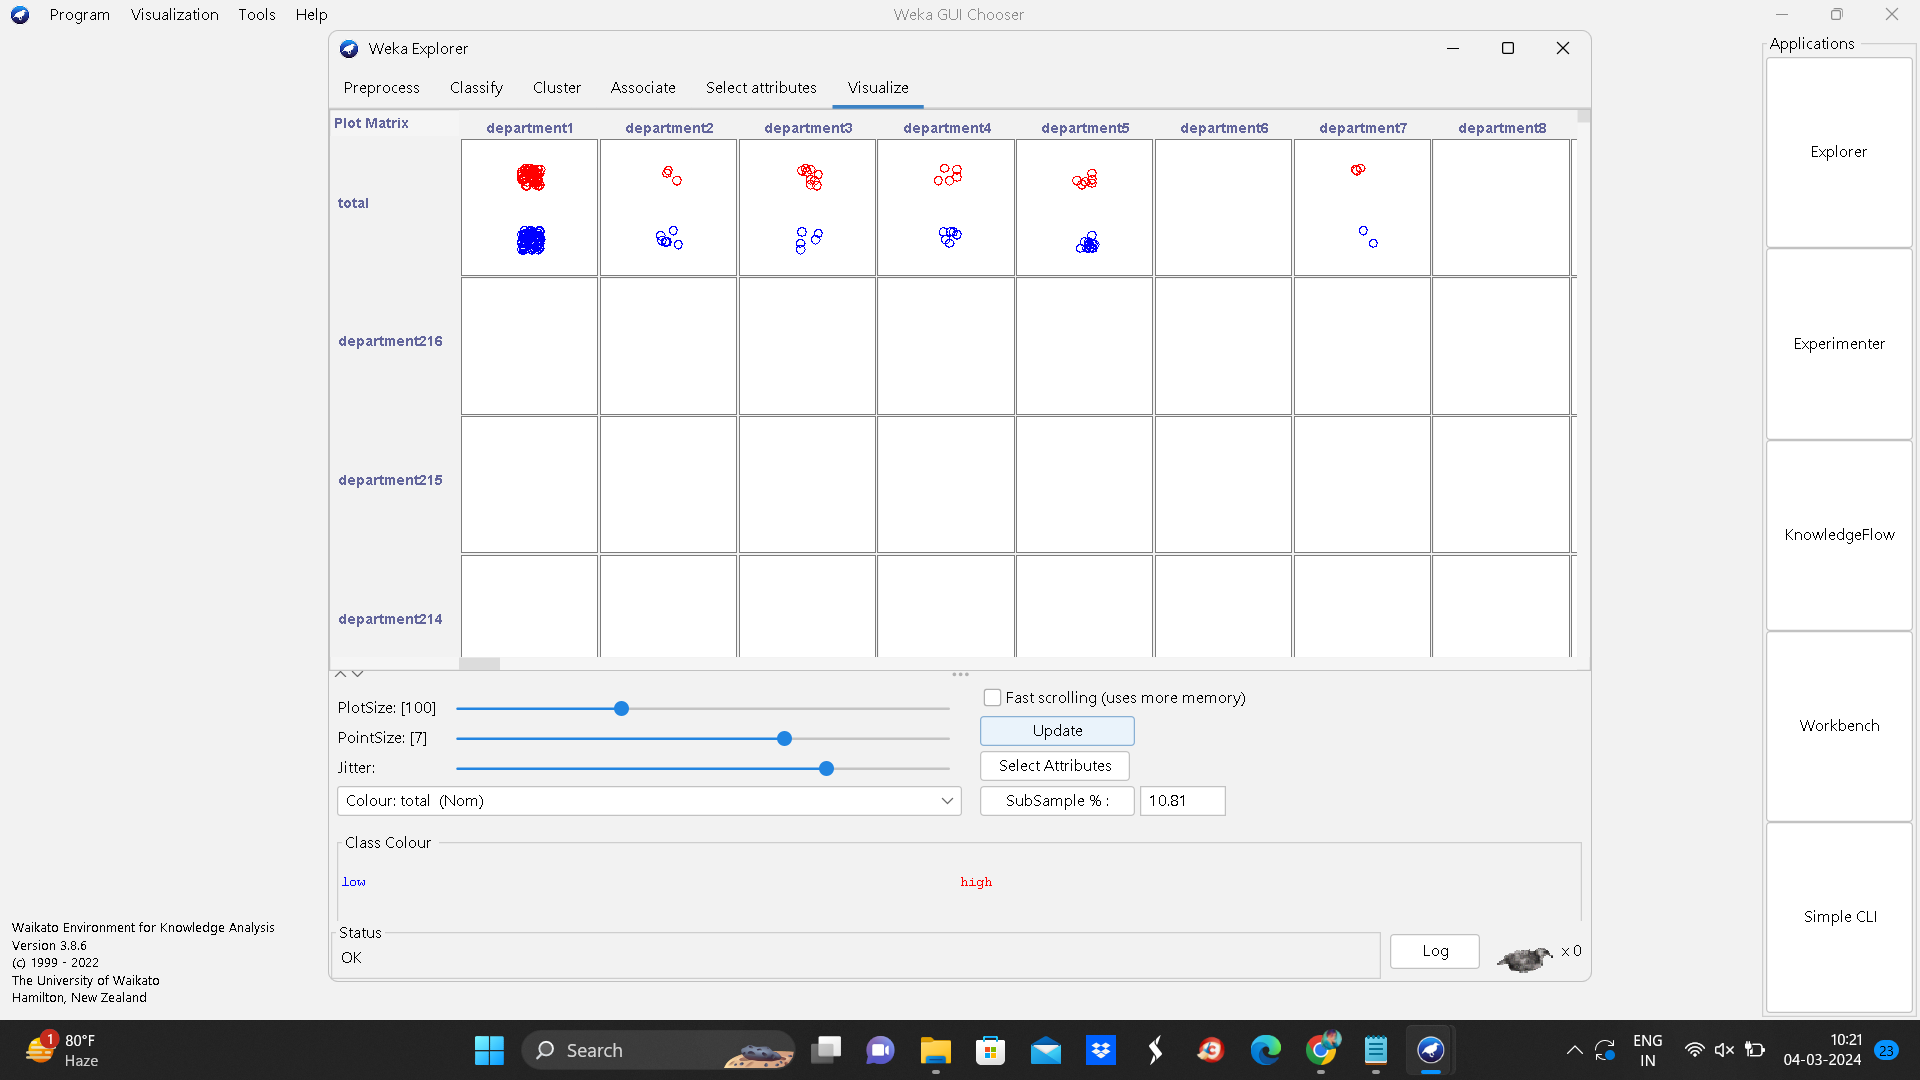 Program Visualization Tools Help
Weka GUI Chooser
Weka Explorer
Preprocess Classify Cluster Associate Select attributes Visualize
Plot Matrix department1 department2 department3 department4 department5 department6 department7 department8
total
department216
department215
department214
PlotSize: [100]
PointSize: [7]
Jitter:
Colour: total (Nom)
Fast scrolling (uses more memory)
Update
Select Attributes
SubSample % : 10.81
Class Colour
low high
Status
OK
Log x 0
Applications
Explorer
Experimenter
KnowledgeFlow
Workbench
Simple CLI
Waikato Environment for Knowledge Analysis
Version 3.8.6
(c) 1999 - 2022
The University of Waikato
Hamilton, New Zealand
1
80°F
Haze
Search
ENG
IN
10:21
04-03-2024
23